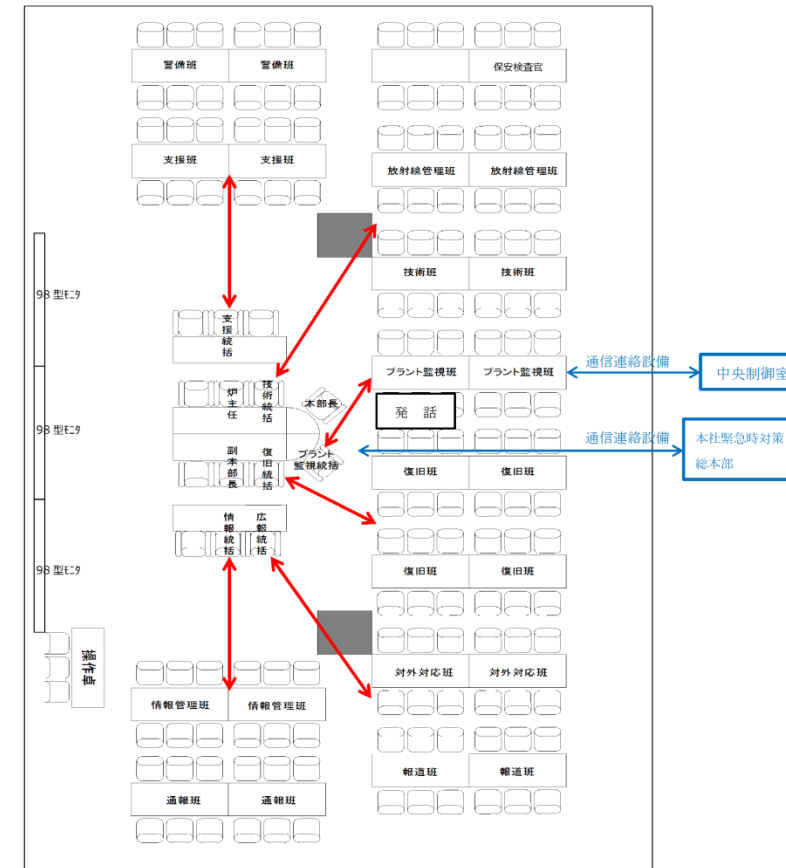 警備班 警備班
保安検査官
支援班 支援班
放射線管理班 放射線管理班
技術班 技術班
98 型モニタ
支援統括
プラント監視班 プラント監視班
通信連絡設備
中央制御室
炉主任
技術統括
本部長
発 話
98 型モニタ
副本部長
復旧統括
プラント
監視統括
通信連絡設備
本社緊急時対策
総本部
復旧班 復旧班
情報統括
広報統括
98 型モニタ
復旧班 復旧班
操作卓
対外対応班 対外対応班
情報管理班 情報管理班
報道班 報道班
通報班 通報班